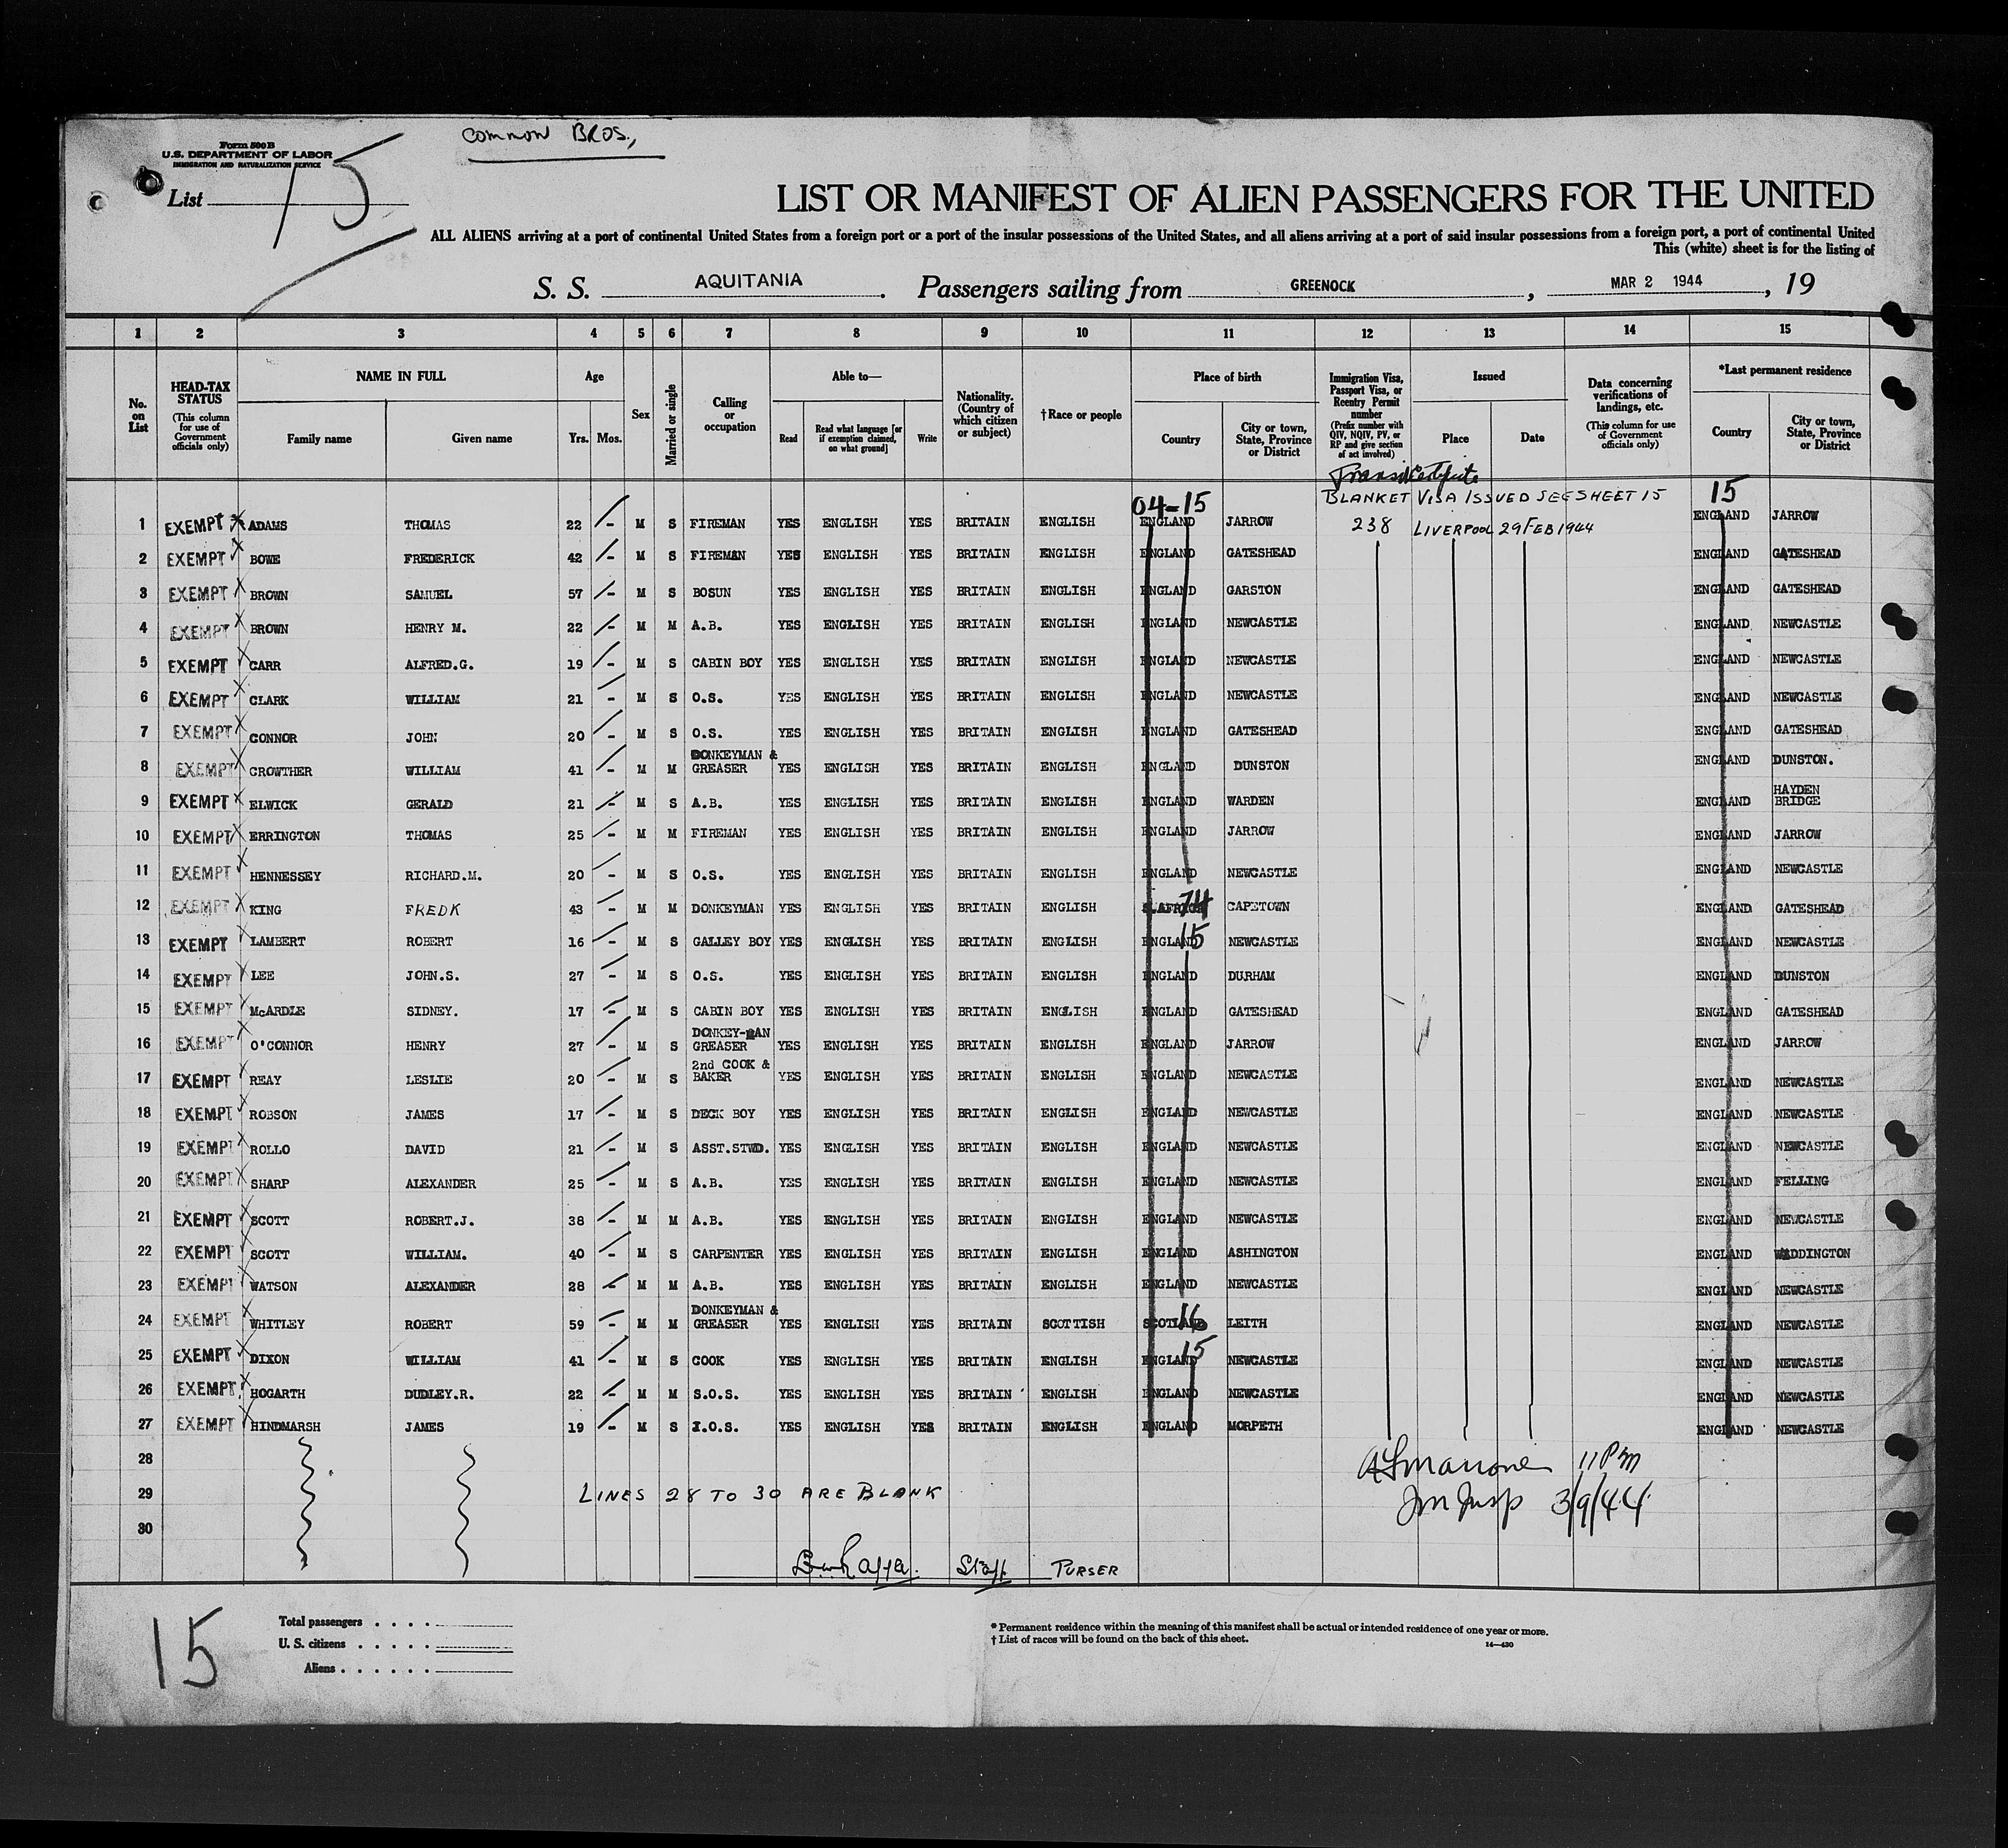 Common BROS.,
Form 500 B
U.S. DEPARTMENT OF LABOR
IMMIGRATION AND NATURALIZATION SERVICE
List 15
LIST OR MANIFEST OF ALIEN PASSENGERS FOR THE UNITED
ALL ALIENS arriving at a port of continental United States from a foreign port or a port of the insular possessions of the United States, and all aliens arriving at a port of said insular possessions from a foreign port, a port of continental United
This (white) sheet is for the listing of
S. S. AQUITANIA. Passengers sailing from GREENOCK, MAR 2 1944, 19
1 2 3 4 5 6 7 8 9 10 11 12 13 14 15
No. on List
HEAD-TAX STATUS (This column for use of Government officials only)
NAME IN FULL Family name Given name
Age Yrs. Mos.
Sex
Married or single
Calling or occupation
Able to— Read Read what language [or if exemption claimed, on what ground] Write
Nationality. (Country of which citizen or subject)
†Race or people
Place of birth Country City or town, State, Province or District
Immigration Visa, Passport Visa, or Reentry Permit number (Prefix number with QIV, NQIV, PV, or RP and give section of act involved)
Issued Place Date
Data concerning verifications of landings, etc. (This column for use of Government officials only)
*Last permanent residence Country City or town, State, Province or District
Transit Certificate
04-15 BLANKET VISA ISSUED SEE SHEET 15 15
1 EXEMPT ADAMS THOMAS 22 - M S FIREMAN YES ENGLISH YES BRITAIN ENGLISH ENGLAND JARROW 238 LIVERPOOL 29 FEB 1944 ENGLAND JARROW
2 EXEMPT BOWE FREDERICK 42 - M S FIREMAN YES ENGLISH YES BRITAIN ENGLISH ENGLAND GATESHEAD ENGLAND GATESHEAD
3 EXEMPT BROWN SAMUEL 57 - M S BOSUN YES ENGLISH YES BRITAIN ENGLISH ENGLAND GARSTON ENGLAND GATESHEAD
4 EXEMPT BROWN HENRY M. 22 - M M A.B. YES ENGLISH YES BRITAIN ENGLISH ENGLAND NEWCASTLE ENGLAND NEWCASTLE
5 EXEMPT CARR ALFRED.G. 19 - M S CABIN BOY YES ENGLISH YES BRITAIN ENGLISH ENGLAND NEWCASTLE ENGLAND NEWCASTLE
6 EXEMPT CLARK WILLIAM 21 - M S O.S. YES ENGLISH YES BRITAIN ENGLISH ENGLAND NEWCASTLE ENGLAND NEWCASTLE
7 EXEMPT CONNOR JOHN 20 - M S O.S. YES ENGLISH YES BRITAIN ENGLISH ENGLAND GATESHEAD ENGLAND GATESHEAD
8 EXEMPT CROWTHER WILLIAM 41 - M M DONKEYMAN & GREASER YES ENGLISH YES BRITAIN ENGLISH ENGLAND DUNSTON ENGLAND DUNSTON.
9 EXEMPT ELWICK GERALD 21 - M S A.B. YES ENGLISH YES BRITAIN ENGLISH ENGLAND WARDEN ENGLAND HAYDEN BRIDGE
10 EXEMPT ERRINGTON THOMAS 25 - M M FIREMAN YES ENGLISH YES BRITAIN ENGLISH ENGLAND JARROW ENGLAND JARROW
11 EXEMPT HENNESSEY RICHARD.M. 20 - M S O.S. YES ENGLISH YES BRITAIN ENGLISH ENGLAND NEWCASTLE ENGLAND NEWCASTLE
12 EXEMPT KING FREDK 43 - M M DONKEYMAN YES ENGLISH YES BRITAIN ENGLISH 74 CAPETOWN ENGLAND GATESHEAD
13 EXEMPT LAMBERT ROBERT 16 - M S GALLEY BOY YES ENGLISH YES BRITAIN ENGLISH ENGLAND 15 NEWCASTLE ENGLAND NEWCASTLE
14 EXEMPT LEE JOHN.S. 27 - M S O.S. YES ENGLISH YES BRITAIN ENGLISH ENGLAND DURHAM ENGLAND DUNSTON
15 EXEMPT McARDLE SIDNEY. 17 - M S CABIN BOY YES ENGLISH YES BRITAIN ENGLISH ENGLAND GATESHEAD ENGLAND GATESHEAD
16 EXEMPT O'CONNOR HENRY 27 - M S DONKEY-MAN GREASER YES ENGLISH YES BRITAIN ENGLISH ENGLAND JARROW ENGLAND JARROW
17 EXEMPT REAY LESLIE 20 - M S 2nd COOK & BAKER YES ENGLISH YES BRITAIN ENGLISH ENGLAND NEWCASTLE ENGLAND NEWCASTLE
18 EXEMPT ROBSON JAMES 17 - M S DECK BOY YES ENGLISH YES BRITAIN ENGLISH ENGLAND NEWCASTLE ENGLAND NEWCASTLE
19 EXEMPT ROLLO DAVID 21 - M S ASST.STWD. YES ENGLISH YES BRITAIN ENGLISH ENGLAND NEWCASTLE ENGLAND NEWCASTLE
20 EXEMPT SHARP ALEXANDER 25 - M S A.B. YES ENGLISH YES BRITAIN ENGLISH ENGLAND NEWCASTLE ENGLAND FELLING
21 EXEMPT SCOTT ROBERT.J. 38 - M M A.B. YES ENGLISH YES BRITAIN ENGLISH ENGLAND NEWCASTLE ENGLAND NEWCASTLE
22 EXEMPT SCOTT WILLIAM. 40 - M S CARPENTER YES ENGLISH YES BRITAIN ENGLISH ENGLAND ASHINGTON ENGLAND WADDINGTON
23 EXEMPT WATSON ALEXANDER 28 - M M A.B. YES ENGLISH YES BRITAIN ENGLISH ENGLAND NEWCASTLE ENGLAND NEWCASTLE
24 EXEMPT WHITLEY ROBERT 59 - M M DONKEYMAN & GREASER YES ENGLISH YES BRITAIN SCOTTISH SCOTLAND 16 LEITH ENGLAND NEWCASTLE
25 EXEMPT DIXON WILLIAM 41 - M S COOK YES ENGLISH YES BRITAIN ENGLISH ENGLAND 15 NEWCASTLE ENGLAND NEWCASTLE
26 EXEMPT HOGARTH DUDLEY.R. 22 - M M S.O.S. YES ENGLISH YES BRITAIN ENGLISH ENGLAND NEWCASTLE ENGLAND NEWCASTLE
27 EXEMPT HINDMARSH JAMES 19 - M S J.O.S. YES ENGLISH YES BRITAIN ENGLISH ENGLAND MORPETH ENGLAND NEWCASTLE
28 11 Pm
29 LINES 28 TO 30 ARE BLANK Im Insp 3/9/44
30
Staff PURSER
15
Total passengers
U. S. citizens
Aliens
* Permanent residence within the meaning of this manifest shall be actual or intended residence of one year or more.
† List of races will be found on the back of this sheet.
14—430